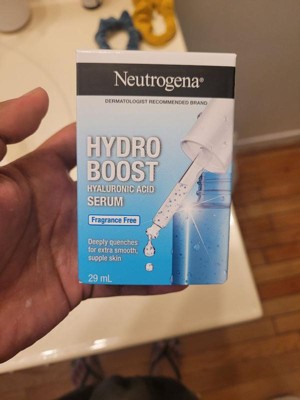 Neutrogena®
DERMATOLOGIST RECOMMENDED BRAND
HYDRO
BOOST
HYALURONIC ACID
SERUM
Fragrance Free
Deeply quenches
for extra smooth,
supple skin
29 mL